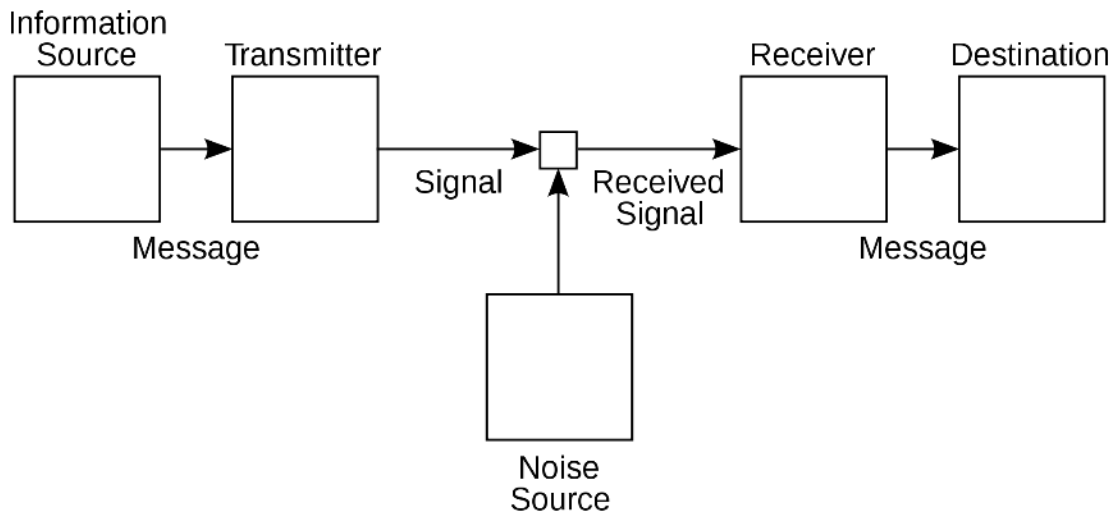 Information
Source
Transmitter
Receiver
Destination
Signal
Received
Signal
Message
Message
Noise
Source